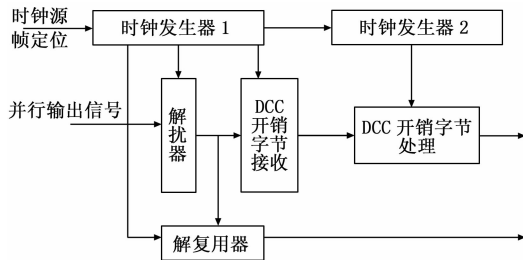 时钟源
帧定位
时钟发生器 1
时钟发生器 2
并行输出信号
解
扰
器
DCC
开销
字节
接收
DCC 开销字节
处理
解复用器